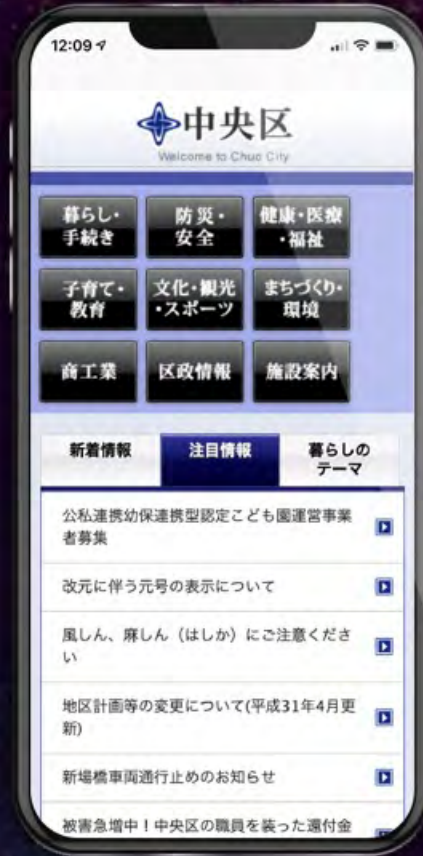 12:09
中央区
Welcome to Chuo City
暮らし・
手続き
防災・
安全
健康・医療
・福祉
子育て・
教育
文化・観光
・スポーツ
まちづくり・
環境
商工業
区政情報
施設案内
新着情報
注目情報
暮らしの
テーマ
公私連携幼保連携型認定こども園運営事業
者募集
改元に伴う元号の表示について
風しん、麻しん（はしか）にご注意くださ
い
地区計画等の変更について(平成31年4月更
新)
新場橋車両通行止めのお知らせ
被害急増中！中央区の職員を装った還付金